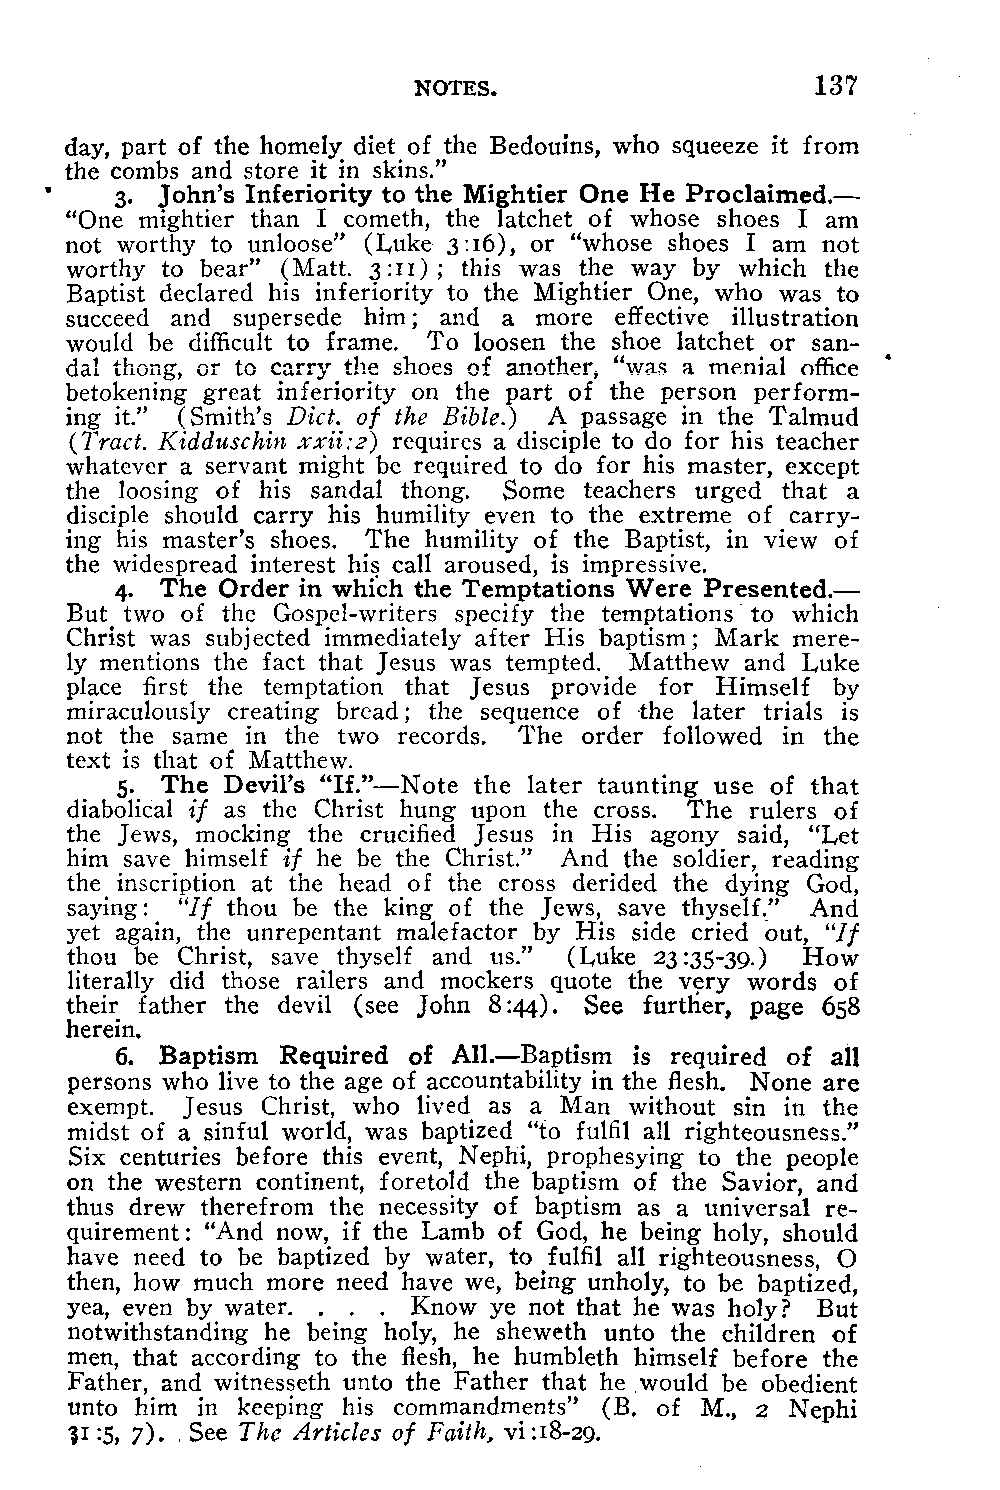 NOTES. 137
day, part of the homely diet of the Bedouins, who squeeze it from
the combs and store it in skins.”
3. John’s Inferiority to the Mightier One He Proclaimed.—
“One mightier than I cometh, the latchet of whose shoes I am
not worthy to unloose” (Luke 3:16), or “whose shoes I am not
worthy to bear” (Matt. 3:11); this was the way by which the
Baptist declared his inferiority to the Mightier One, who was to
succeed and supersede him; and a more effective illustration
would be difficult to frame. To loosen the shoe latchet or san-
dal thong, or to carry the shoes of another, “was a menial office
betokening great inferiority on the part of the person perform-
ing it.” (Smith’s Dict. of the Bible.) A passage in the Talmud
(Tract. Kidduschin xxii:2) requires a disciple to do for his teacher
whatever a servant might be required to do for his master, except
the loosing of his sandal thong. Some teachers urged that a
disciple should carry his humility even to the extreme of carry-
ing his master’s shoes. The humility of the Baptist, in view of
the widespread interest his call aroused, is impressive.
4. The Order in which the Temptations Were Presented.—
But two of the Gospel-writers specify the temptations to which
Christ was subjected immediately after His baptism; Mark mere-
ly mentions the fact that Jesus was tempted. Matthew and Luke
place first the temptation that Jesus provide for Himself by
miraculously creating bread; the sequence of the later trials is
not the same in the two records. The order followed in the
text is that of Matthew.
5. The Devil’s “If.”—Note the later taunting use of that
diabolical if as the Christ hung upon the cross. The rulers of
the Jews, mocking the crucified Jesus in His agony said, “Let
him save himself if he be the Christ.” And the soldier, reading
the inscription at the head of the cross derided the dying God,
saying: “If thou be the king of the Jews, save thyself.” And
yet again, the unrepentant malefactor by His side cried out, “If
thou be Christ, save thyself and us.” (Luke 23:35-39.) How
literally did those railers and mockers quote the very words of
their father the devil (see John 8:44). See further, page 658
herein.
6. Baptism Required of All.—Baptism is required of all
persons who live to the age of accountability in the flesh. None are
exempt. Jesus Christ, who lived as a Man without sin in the
midst of a sinful world, was baptized “to fulfil all righteousness.”
Six centuries before this event, Nephi, prophesying to the people
on the western continent, foretold the baptism of the Savior, and
thus drew therefrom the necessity of baptism as a universal re-
quirement: “And now, if the Lamb of God, he being holy, should
have need to be baptized by water, to fulfil all righteousness, O
then, how much more need have we, being unholy, to be baptized,
yea, even by water. . . . Know ye not that he was holy? But
notwithstanding he being holy, he sheweth unto the children of
men, that according to the flesh, he humbleth himself before the
Father, and witnesseth unto the Father that he would be obedient
unto him in keeping his commandments” (B. of M., 2 Nephi
31:5, 7). See The Articles of Faith, vi:18-29.